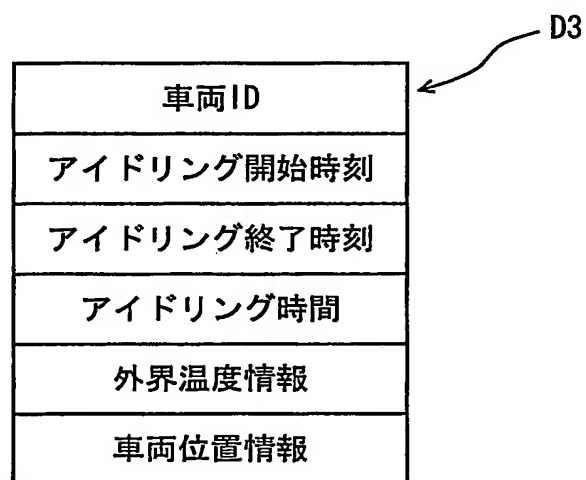 D3
車両ID
アイドリング開始時刻
アイドリング終了時刻
アイドリング時間
外界温度情報
車両位置情報